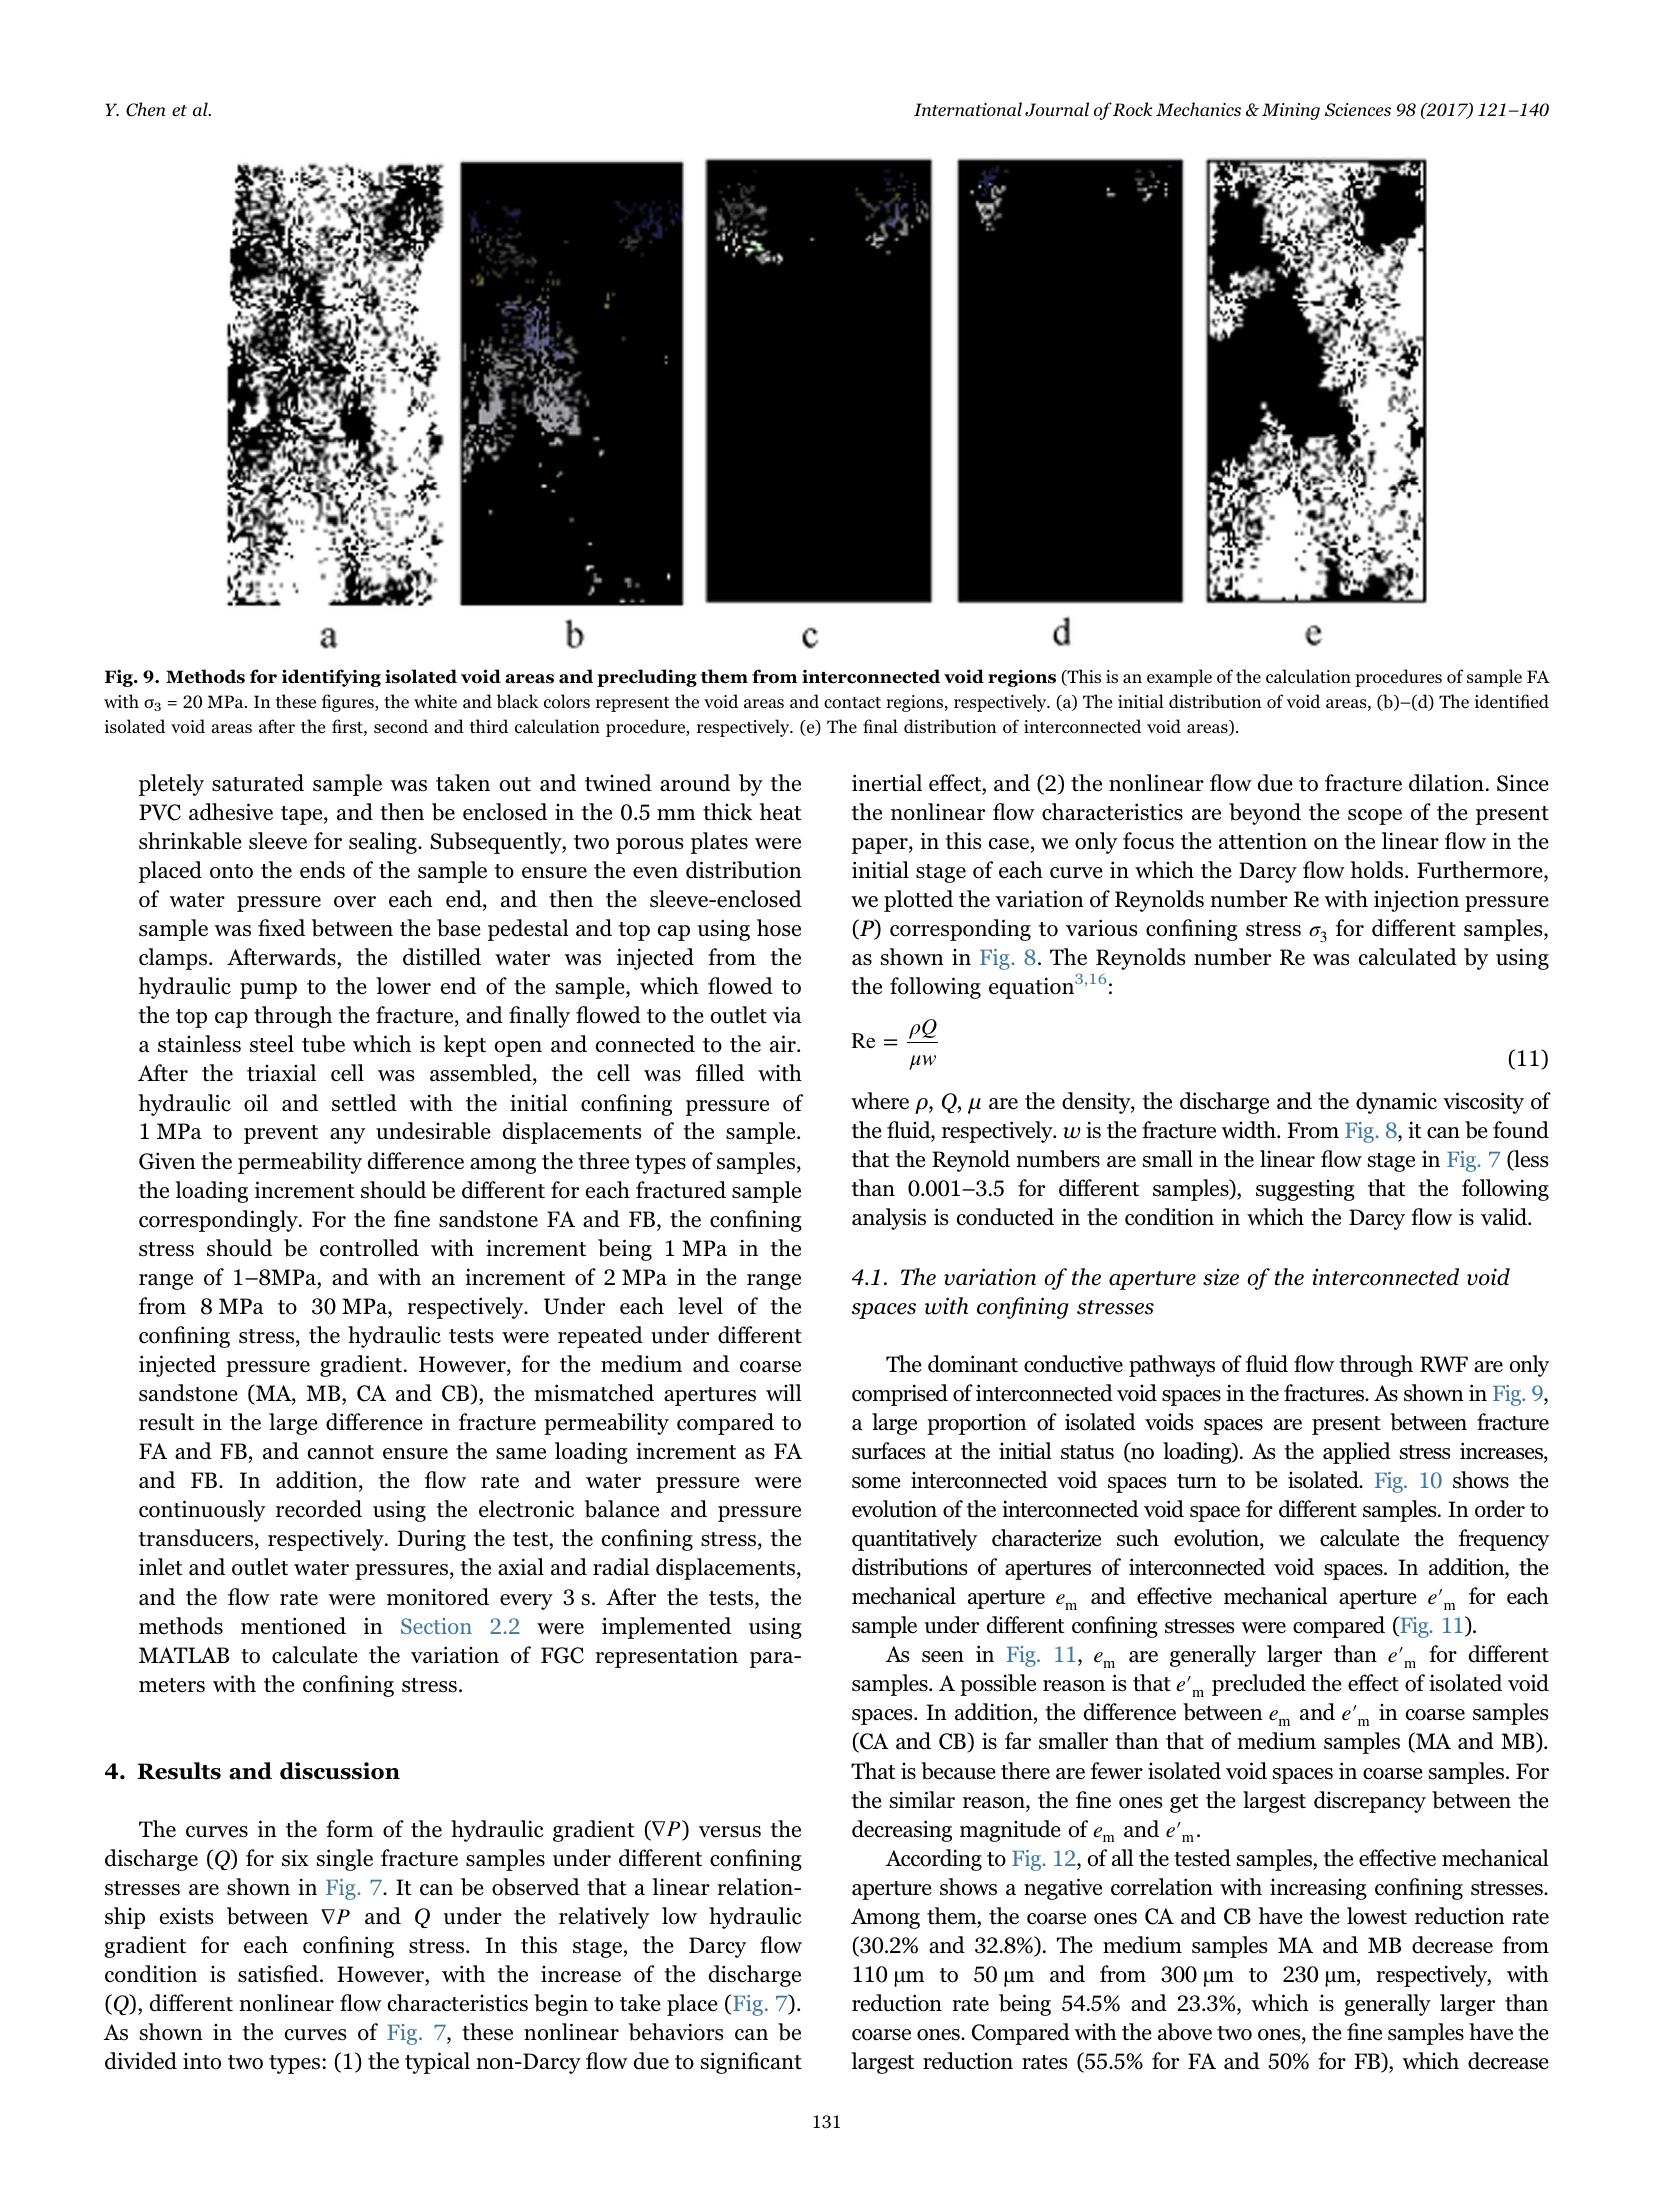 Y. Chen et al.
International Journal of Rock Mechanics & Mining Sciences 98 (2017) 121–140
a
b
c
d
e
Fig. 9. Methods for identifying isolated void areas and precluding them from interconnected void regions (This is an example of the calculation procedures of sample FA
with σ3 = 20 MPa. In these figures, the white and black colors represent the void areas and contact regions, respectively. (a) The initial distribution of void areas, (b)–(d) The identified
isolated void areas after the first, second and third calculation procedure, respectively. (e) The final distribution of interconnected void areas).
pletely saturated sample was taken out and twined around by the
PVC adhesive tape, and then be enclosed in the 0.5 mm thick heat
shrinkable sleeve for sealing. Subsequently, two porous plates were
placed onto the ends of the sample to ensure the even distribution
of water pressure over each end, and then the sleeve-enclosed
sample was fixed between the base pedestal and top cap using hose
clamps. Afterwards, the distilled water was injected from the
hydraulic pump to the lower end of the sample, which flowed to
the top cap through the fracture, and finally flowed to the outlet via
a stainless steel tube which is kept open and connected to the air.
After the triaxial cell was assembled, the cell was filled with
hydraulic oil and settled with the initial confining pressure of
1 MPa to prevent any undesirable displacements of the sample.
Given the permeability difference among the three types of samples,
the loading increment should be different for each fractured sample
correspondingly. For the fine sandstone FA and FB, the confining
stress should be controlled with increment being 1 MPa in the
range of 1–8MPa, and with an increment of 2 MPa in the range
from 8 MPa to 30 MPa, respectively. Under each level of the
confining stress, the hydraulic tests were repeated under different
injected pressure gradient. However, for the medium and coarse
sandstone (MA, MB, CA and CB), the mismatched apertures will
result in the large difference in fracture permeability compared to
FA and FB, and cannot ensure the same loading increment as FA
and FB. In addition, the flow rate and water pressure were
continuously recorded using the electronic balance and pressure
transducers, respectively. During the test, the confining stress, the
inlet and outlet water pressures, the axial and radial displacements,
and the flow rate were monitored every 3 s. After the tests, the
methods mentioned in Section 2.2 were implemented using
MATLAB to calculate the variation of FGC representation para-
meters with the confining stress.
4. Results and discussion
The curves in the form of the hydraulic gradient (∇P) versus the
discharge (Q) for six single fracture samples under different confining
stresses are shown in Fig. 7. It can be observed that a linear relation-
ship exists between ∇P and Q under the relatively low hydraulic
gradient for each confining stress. In this stage, the Darcy flow
condition is satisfied. However, with the increase of the discharge
(Q), different nonlinear flow characteristics begin to take place (Fig. 7).
As shown in the curves of Fig. 7, these nonlinear behaviors can be
divided into two types: (1) the typical non-Darcy flow due to significant
inertial effect, and (2) the nonlinear flow due to fracture dilation. Since
the nonlinear flow characteristics are beyond the scope of the present
paper, in this case, we only focus the attention on the linear flow in the
initial stage of each curve in which the Darcy flow holds. Furthermore,
we plotted the variation of Reynolds number Re with injection pressure
(P) corresponding to various confining stress σ3 for different samples,
as shown in Fig. 8. The Reynolds number Re was calculated by using
the following equation3,16:
Re = ρQ / μw
(11)
where ρ, Q, μ are the density, the discharge and the dynamic viscosity of
the fluid, respectively. w is the fracture width. From Fig. 8, it can be found
that the Reynold numbers are small in the linear flow stage in Fig. 7 (less
than 0.001–3.5 for different samples), suggesting that the following
analysis is conducted in the condition in which the Darcy flow is valid.
4.1. The variation of the aperture size of the interconnected void
spaces with confining stresses
The dominant conductive pathways of fluid flow through RWF are only
comprised of interconnected void spaces in the fractures. As shown in Fig. 9,
a large proportion of isolated voids spaces are present between fracture
surfaces at the initial status (no loading). As the applied stress increases,
some interconnected void spaces turn to be isolated. Fig. 10 shows the
evolution of the interconnected void space for different samples. In order to
quantitatively characterize such evolution, we calculate the frequency
distributions of apertures of interconnected void spaces. In addition, the
mechanical aperture em and effective mechanical aperture e′m for each
sample under different confining stresses were compared (Fig. 11).
As seen in Fig. 11, em are generally larger than e′m for different
samples. A possible reason is that e′m precluded the effect of isolated void
spaces. In addition, the difference between em and e′m in coarse samples
(CA and CB) is far smaller than that of medium samples (MA and MB).
That is because there are fewer isolated void spaces in coarse samples. For
the similar reason, the fine ones get the largest discrepancy between the
decreasing magnitude of em and e′m.
According to Fig. 12, of all the tested samples, the effective mechanical
aperture shows a negative correlation with increasing confining stresses.
Among them, the coarse ones CA and CB have the lowest reduction rate
(30.2% and 32.8%). The medium samples MA and MB decrease from
110 μm to 50 μm and from 300 μm to 230 μm, respectively, with
reduction rate being 54.5% and 23.3%, which is generally larger than
coarse ones. Compared with the above two ones, the fine samples have the
largest reduction rates (55.5% for FA and 50% for FB), which decrease
131